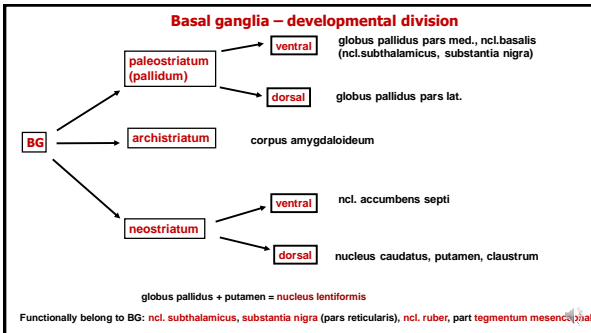 Basal ganglia – developmental division
ventral
globus pallidus pars med., ncl.basalis
(ncl.subthalamicus, substantia nigra)
paleostriatum
(pallidum)
dorsal
globus pallidus pars lat.
BG
archistriatum
corpus amygdaloideum
ventral
ncl. accumbens septi
neostriatum
dorsal
nucleus caudatus, putamen, claustrum
globus pallidus + putamen = nucleus lentiformis
Functionally belong to BG: ncl. subthalamicus, substantia nigra (pars reticularis), ncl. ruber, part tegmentum mesencephal